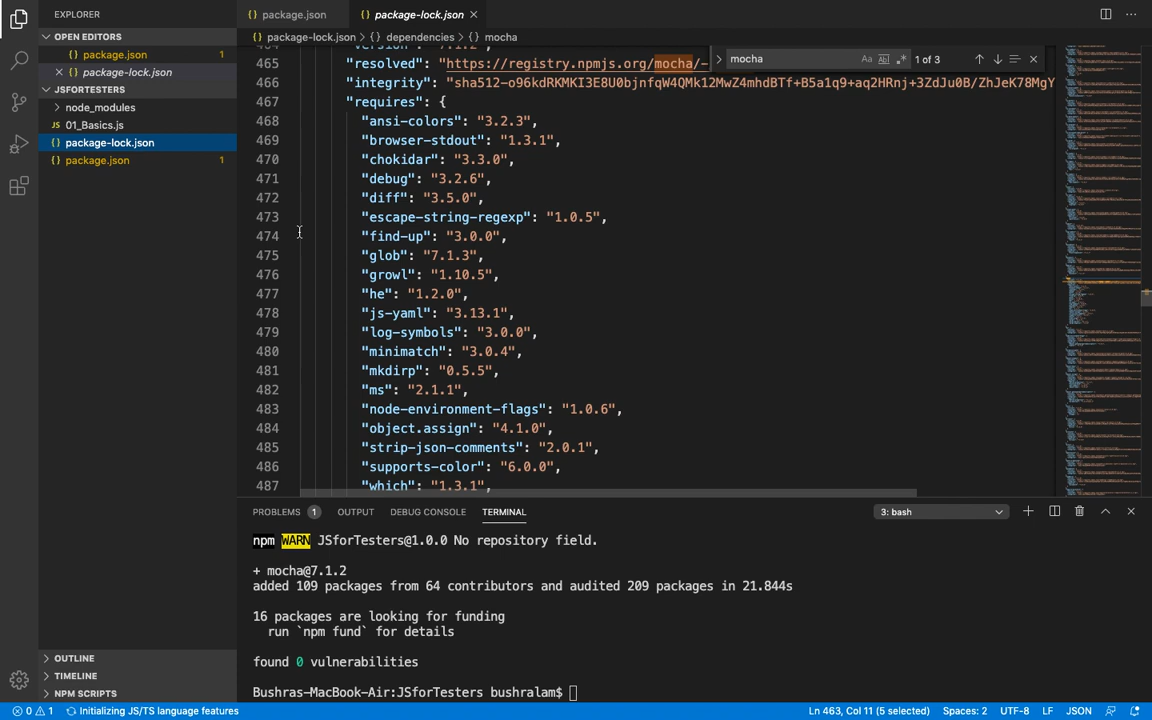 EXPLORER
package.json
package-lock.json
OPEN EDITORS
package.json 1
package-lock.json
JSFORTESTERS
node_modules
JS 01_Basics.js
package-lock.json
package.json 1
OUTLINE
TIMELINE
NPM SCRIPTS
package-lock.json > {} dependencies > {} mocha
mocha
Aa
1 of 3
465 "resolved": "https://registry.npmjs.org/mocha/-
466 "integrity": "sha512-o96kdRKMKI3E8U0bjnfqW4QMk12MwZ4mhdBTf+B5a1q9+aq2HRnj+3ZdJu0B/ZhJeK78MgY
467 "requires": {
468 "ansi-colors": "3.2.3",
469 "browser-stdout": "1.3.1",
470 "chokidar": "3.3.0",
471 "debug": "3.2.6",
472 "diff": "3.5.0",
473 "escape-string-regexp": "1.0.5",
474 "find-up": "3.0.0",
475 "glob": "7.1.3",
476 "growl": "1.10.5",
477 "he": "1.2.0",
478 "js-yaml": "3.13.1",
479 "log-symbols": "3.0.0",
480 "minimatch": "3.0.4",
481 "mkdirp": "0.5.5",
482 "ms": "2.1.1",
483 "node-environment-flags": "1.0.6",
484 "object.assign": "4.1.0",
485 "strip-json-comments": "2.0.1",
486 "supports-color": "6.0.0",
487 "which": "1.3.1",
PROBLEMS 1 OUTPUT DEBUG CONSOLE TERMINAL
3: bash
npm WARN JSforTesters@1.0.0 No repository field.
+ mocha@7.1.2
added 109 packages from 64 contributors and audited 209 packages in 21.844s
16 packages are looking for funding
run `npm fund` for details
found 0 vulnerabilities
Bushras-MacBook-Air:JSforTesters bushralam$
0 1 Initializing JS/TS language features
Ln 463, Col 11 (5 selected) Spaces: 2 UTF-8 LF JSON